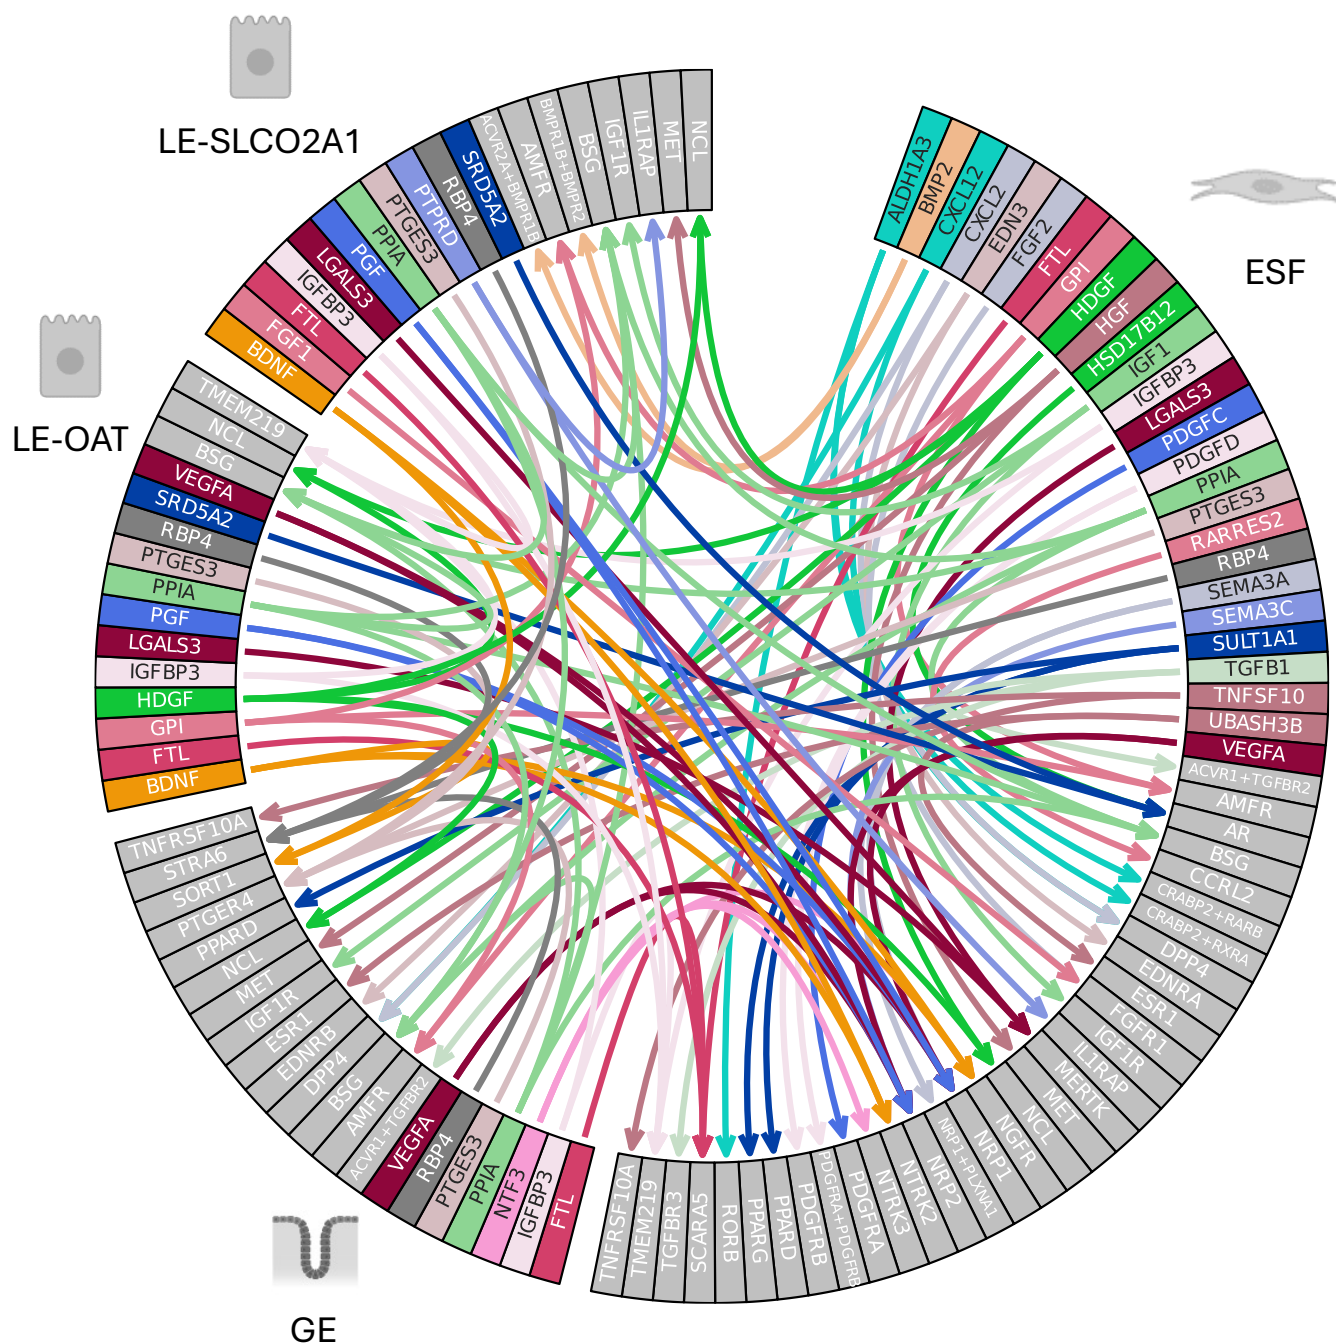 LE-SLCO2A1
ESF
LE-OAT
GE
BDNF
FGF1
FTL
IGFBP3
LGALS3
PGF
PPIA
PTGES3
PTPRD
RBP4
SRD5A2
ACVR2A+BMPR1B
AMFR
BMPR1B+BMPR2
BSG
IGF1R
IL1RAP
MET
NCL
ALDH1A3
BMP2
CXCL12
CXCL2
EDN3
FGF2
FTL
GPI
HDGF
HGF
HSD17B12
IGF1
IGFBP3
LGALS3
PDGFC
PDGFD
PPIA
PTGES3
RARRES2
RBP4
SEMA3A
SEMA3C
SULT1A1
TGFB1
TNFSF10
UBASH3B
VEGFA
ACVR1+TGFBR2
AMFR
AR
BSG
CCRL2
CRABP2+RARB
CRABP2+RXRA
DPP4
EDNRA
ESR1
FGFR1
IGF1R
IL1RAP
MERTK
MET
NCL
NGFR
NRP1
NRP1+PLXNA1
NRP2
NTRK2
NTRK3
PDGFRA
PDGFRA+PDGFRB
PDGFRB
PPARD
PPARG
RORB
SCARA5
TGFBR3
TMEM219
TNFRSF10A
FTL
IGFBP3
NTF3
PPIA
PTGES3
RBP4
VEGFA
ACVR1+TGFBR2
AMFR
BSG
DPP4
EDNRB
ESR1
IGF1R
MET
NCL
PPARD
PTGER4
SORT1
STRA6
TNFRSF10A
BDNF
FTL
GPI
HDGF
IGFBP3
LGALS3
PGF
PPIA
PTGES3
RBP4
SRD5A2
VEGFA
BSG
NCL
TMEM219